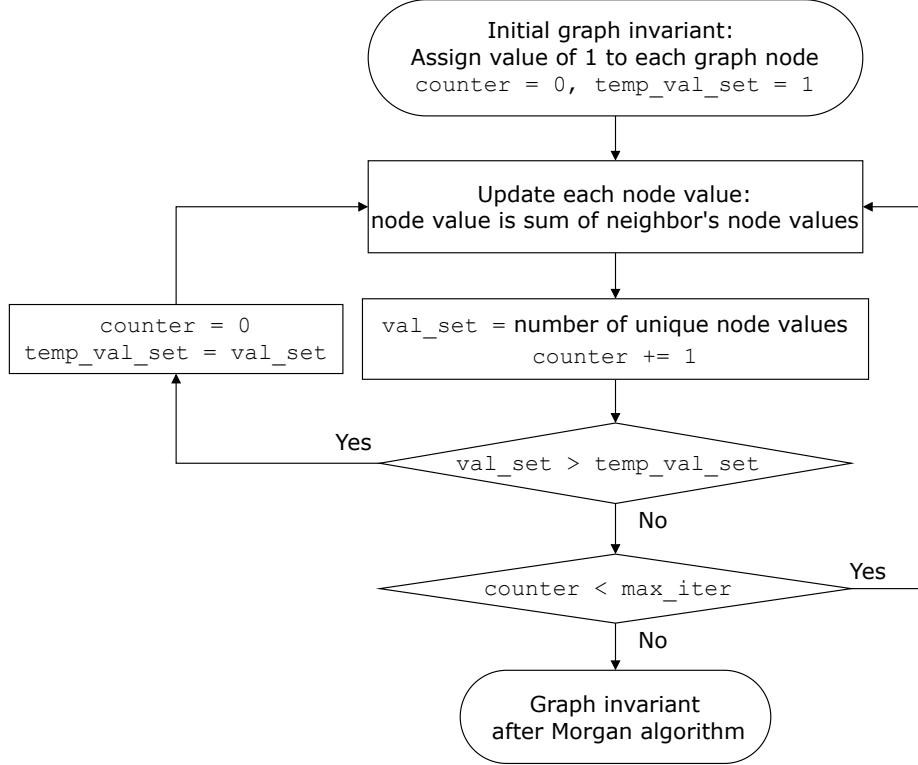 Initial graph invariant:
Assign value of 1 to each graph node
counter = 0, temp_val_set = 1
Update each node value:
node value is sum of neighbor's node values
counter = 0
temp_val_set = val_set
val_set = number of unique node values
counter += 1
Yes
val_set > temp_val_set
No
counter < max_iter
Yes
No
Graph invariant
after Morgan algorithm